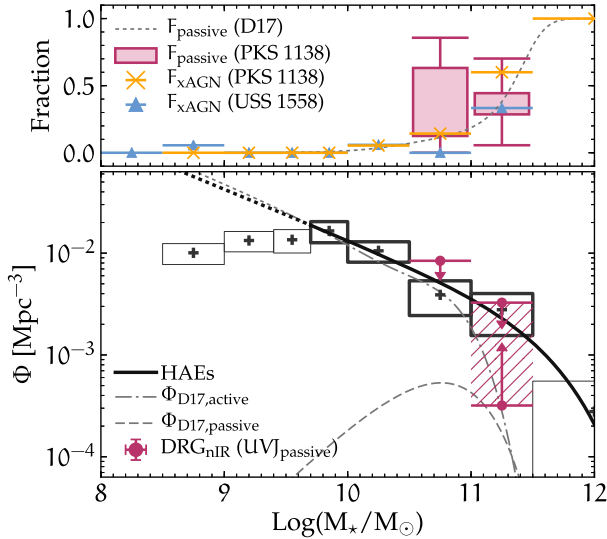 Fraction
1.0
0.5
0.0
F_passive (D17)
F_passive (PKS 1138)
F_xAGN (PKS 1138)
F_xAGN (USS 1558)
Φ [Mpc⁻³]
10⁻²
10⁻³
10⁻⁴
HAEs
Φ_D17,active
Φ_D17,passive
DRG_nIR (UVJ_passive)
8 9 10 11 12
Log(M⋆/M⊙)